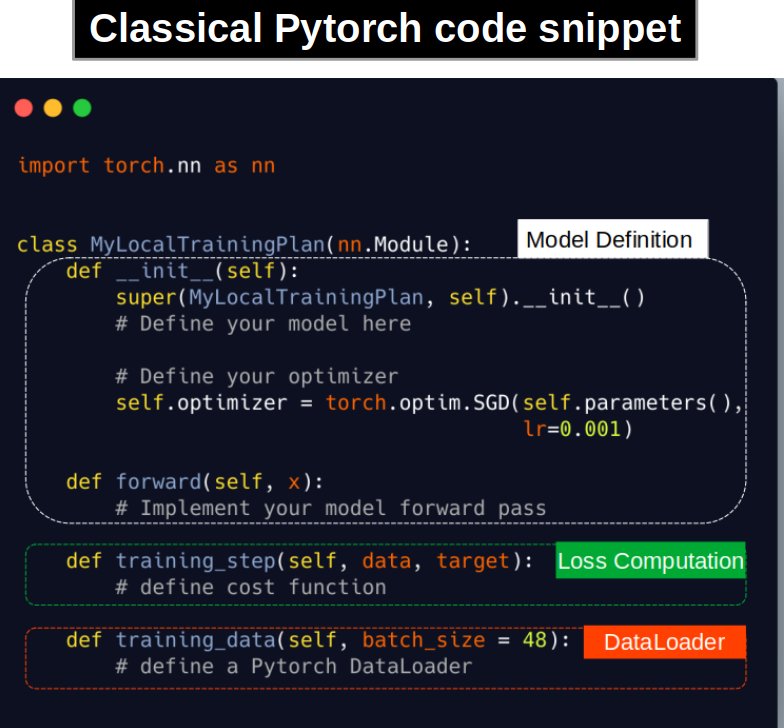 Classical Pytorch code snippet
import torch.nn as nn
class MyLocalTrainingPlan(nn.Module):
Model Definition
def __init__(self):
super(MyLocalTrainingPlan, self).__init__()
# Define your model here
# Define your optimizer
self.optimizer = torch.optim.SGD(self.parameters(),
lr=0.001)
def forward(self, x):
# Implement your model forward pass
def training_step(self, data, target):
Loss Computation
# define cost function
def training_data(self, batch_size = 48):
DataLoader
# define a Pytorch DataLoader